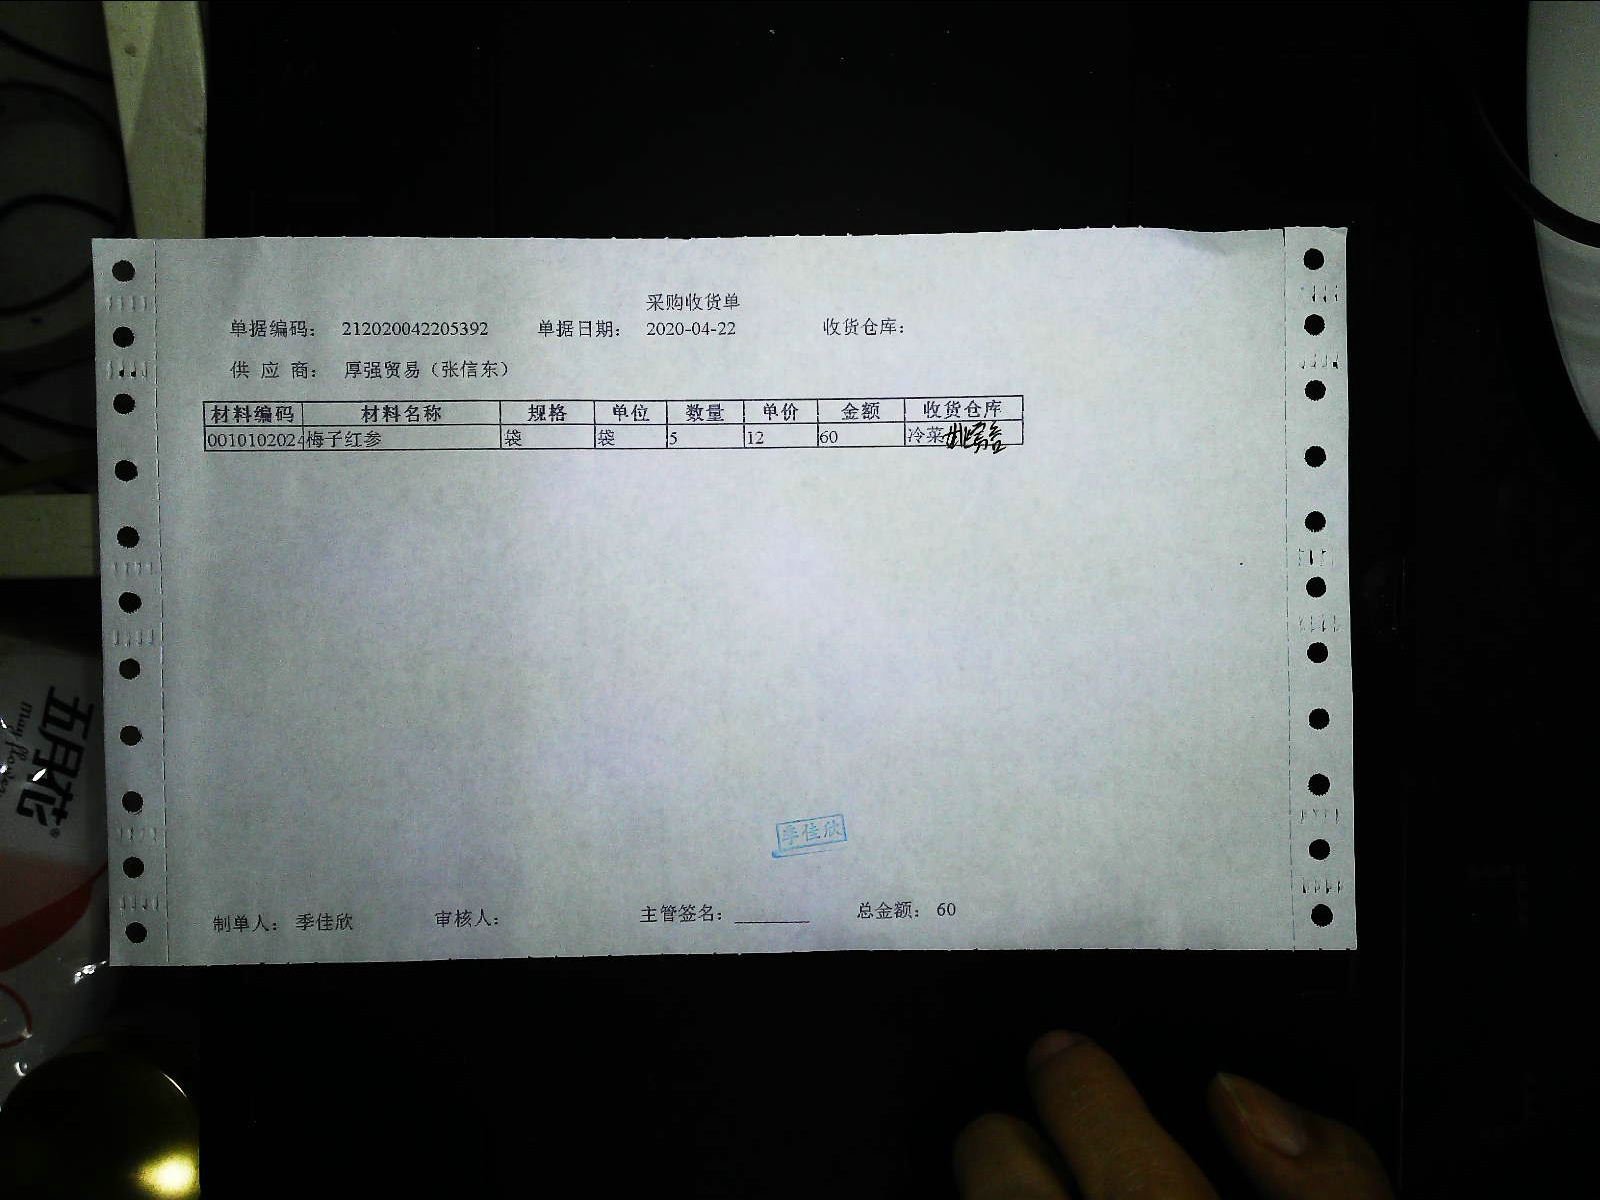 采购收货单
单据编码： 212020042205392 单据日期： 2020-04-22 收货仓库：
供 应 商： 厚强贸易（张信东）
材料编码 材料名称 规格 单位 数量 单价 金额 收货仓库
0010102024 梅子红参 袋 袋 5 12 60 冷菜
季佳欣
制单人： 季佳欣 审核人： 主管签名： ________ 总金额： 60
五月花®
may flower